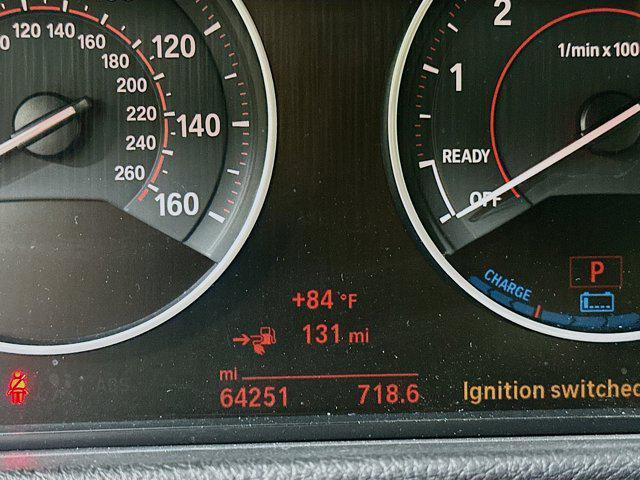 120 140 160 180 200 220 240 260
120
140
160
2
1
1/min x 100
READY
OFF
CHARGE
P
+84 °F
131 mi
mi
64251 718.6
Ignition switched